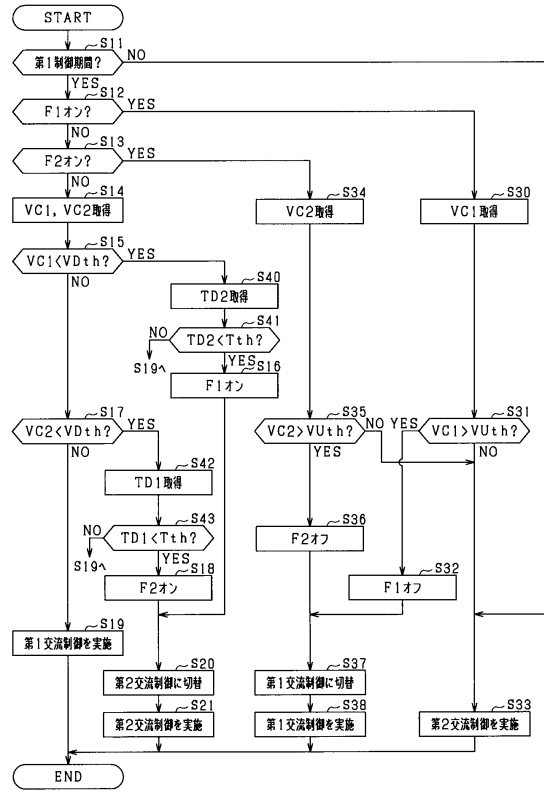 START
S11
第1制御期間?
NO
YES
S12
F1オン?
YES
NO
S13
F2オン?
YES
NO
S14
VC1,VC2取得
S34
VC2取得
S30
VC1取得
S15
VC1<VDth?
YES
NO
S40
TD2取得
S41
TD2<Tth?
NO
S19へ
YES
S16
F1オン
S17
VC2<VDth?
YES
NO
S35
VC2>VUth?
NO
YES
S31
VC1>VUth?
YES
NO
S42
TD1取得
S43
TD1<Tth?
NO
S19へ
YES
S18
F2オン
S36
F2オフ
S32
F1オフ
S19
第1交流制御を実施
S20
第2交流制御に切替
S37
第1交流制御に切替
S21
第2交流制御を実施
S38
第1交流制御を実施
S33
第2交流制御を実施
END